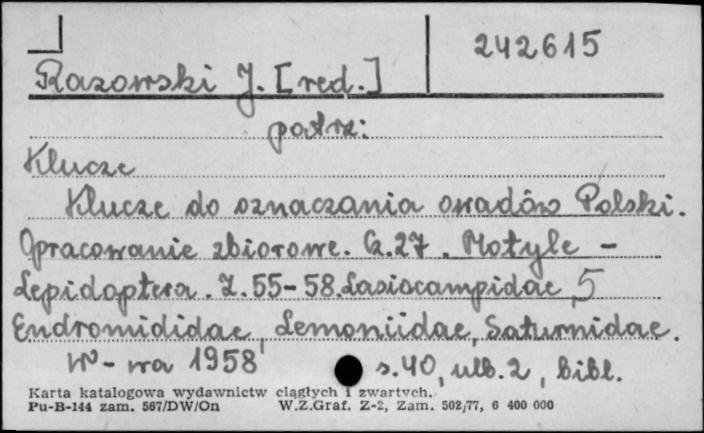 242615
Razowski J. [red.]
patrz:
Klucze
Klucze do oznaczania owadów Polski.
Opracowanie zbiorowe. Cz.27. Motyle -
Lepidoptera. Z.55-58. Lasiocampidae, 5
Endromididae, Lemoniidae, Saturnidae.
W-wa 1958 s.40, ulb.2, bibl.
Karta katalogowa wydawnictw ciągłych i zwartych.
Pu-B-144 zam. 567/DW/On W.Z.Graf. Z-2, Zam. 502/77, 6 400 000